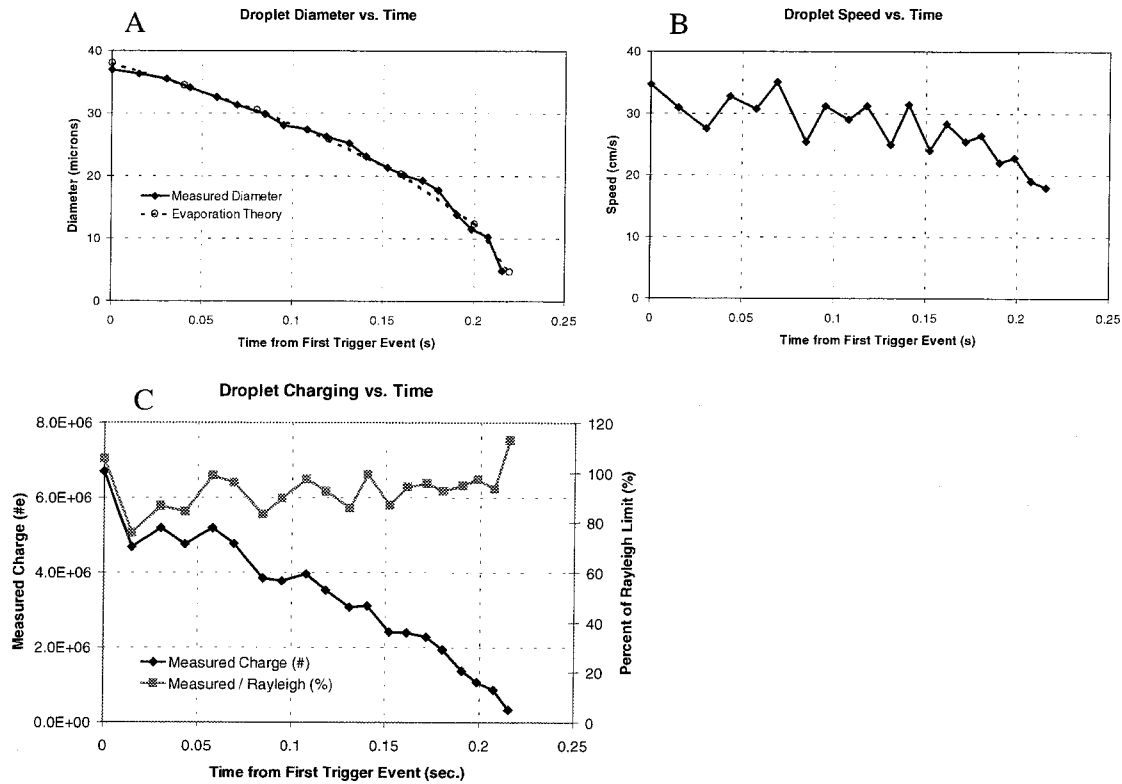 A
Droplet Diameter vs. Time
40
30
20
10
0
Diameter (microns)
Measured Diameter
Evaporation Theory
0
0.05
0.1
0.15
0.2
0.25
Time from First Trigger Event (s)
B
Droplet Speed vs. Time
40
30
20
10
0
Speed (cm/s)
0
0.05
0.1
0.15
0.2
0.25
Time from First Trigger Event (s)
C
Droplet Charging vs. Time
8.0E+06
6.0E+06
4.0E+06
2.0E+06
0.0E+00
Measured Charge (#e)
Measured Charge (#)
Measured / Rayleigh (%)
120
100
80
60
40
20
0
Percent of Rayleigh Limit (%)
0
0.05
0.1
0.15
0.2
0.25
Time from First Trigger Event (sec.)